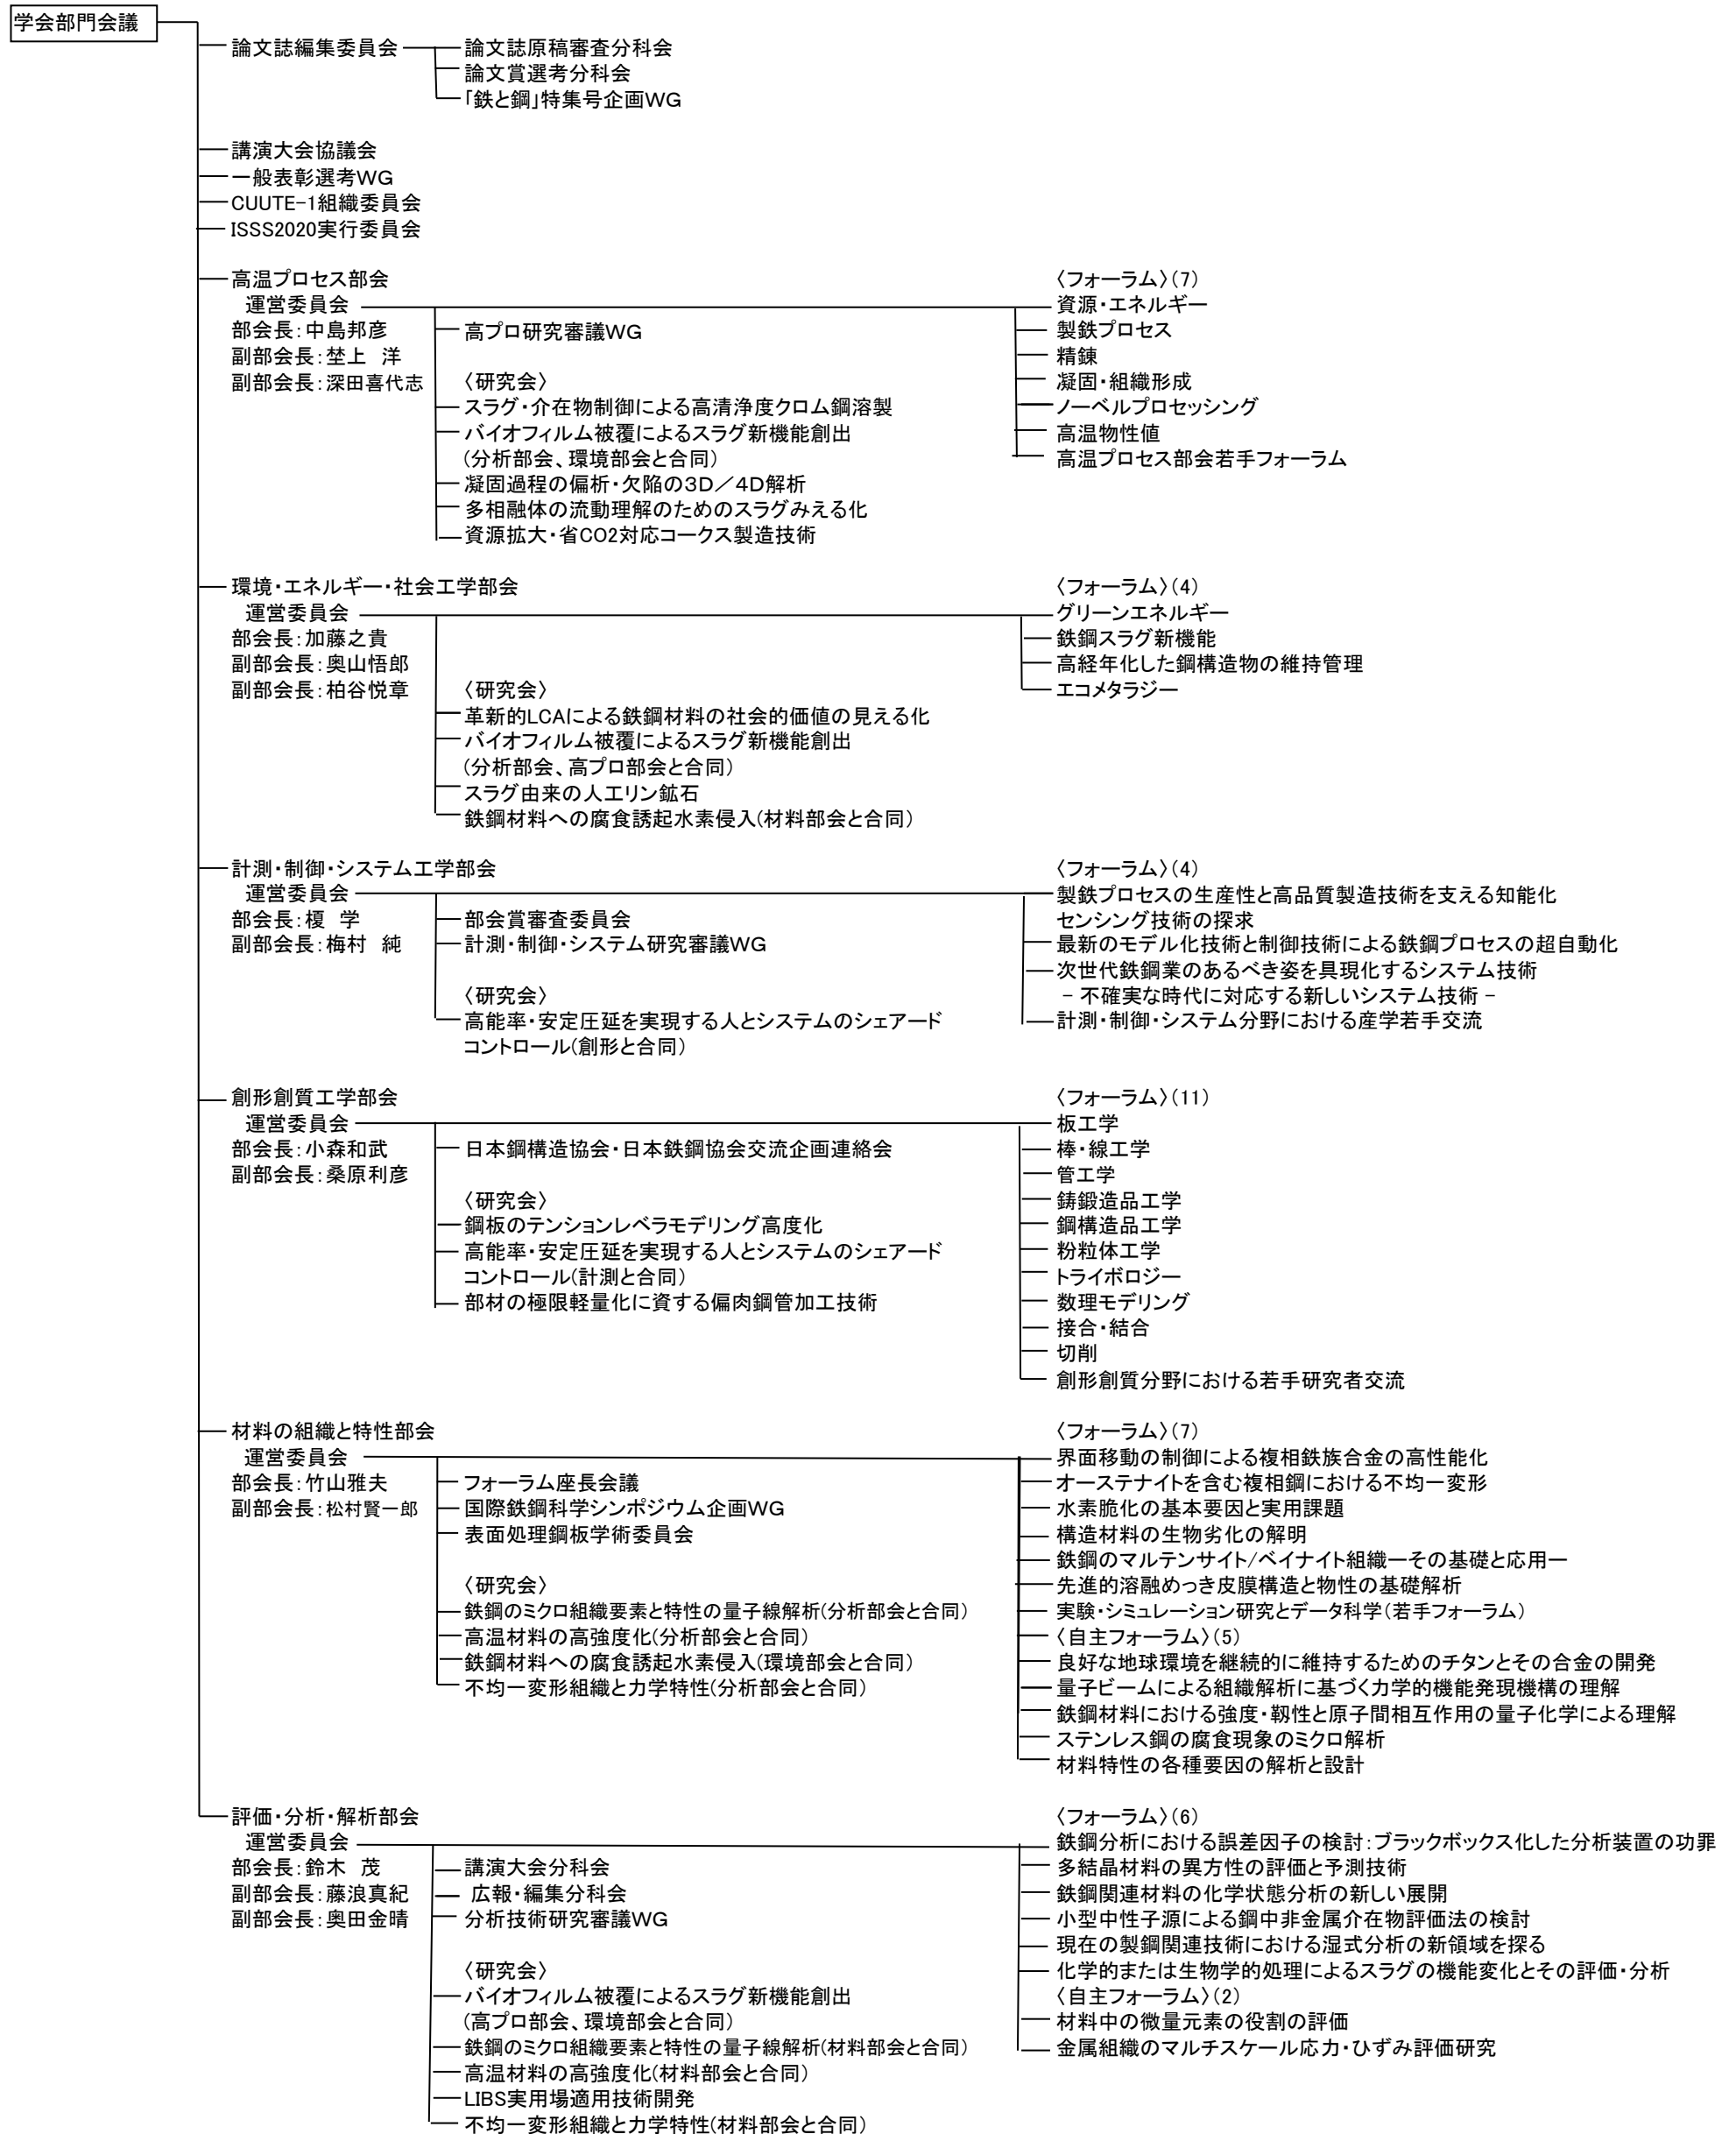 学会部門会議
論文誌編集委員会
論文誌原稿審査分科会
論文賞選考分科会
「鉄と鋼」特集号企画WG
講演大会協議会
一般表彰選考WG
CUUTE-1組織委員会
ISSS2020実行委員会
高温プロセス部会
運営委員会
部会長：中島邦彦
副部会長：埜上　洋
副部会長：深田喜代志
高プロ研究審議WG
〈研究会〉
スラグ・介在物制御による高清浄度クロム鋼溶製
バイオフィルム被覆によるスラグ新機能創出
(分析部会、環境部会と合同)
凝固過程の偏析・欠陥の3D／4D解析
多相融体の流動理解のためのスラグみえる化
資源拡大・省CO2対応コークス製造技術
〈フォーラム〉(7)
資源・エネルギー
製鉄プロセス
精錬
凝固・組織形成
ノーベルプロセッシング
高温物性値
高温プロセス部会若手フォーラム
環境・エネルギー・社会工学部会
運営委員会
部会長：加藤之貴
副部会長：奥山悟郎
副部会長：柏谷悦章
〈研究会〉
革新的LCAによる鉄鋼材料の社会的価値の見える化
バイオフィルム被覆によるスラグ新機能創出
(分析部会、高プロ部会と合同)
スラグ由来の人工リン鉱石
鉄鋼材料への腐食誘起水素侵入(材料部会と合同)
〈フォーラム〉(4)
グリーンエネルギー
鉄鋼スラグ新機能
高経年化した鋼構造物の維持管理
エコメタラジー
計測・制御・システム工学部会
運営委員会
部会長：榎　学
副部会長：梅村　純
部会賞審査委員会
計測・制御・システム研究審議WG
〈研究会〉
高能率・安定圧延を実現する人とシステムのシェアード
コントロール(創形と合同)
〈フォーラム〉(4)
製鉄プロセスの生産性と高品質製造技術を支える知能化
センシング技術の探求
最新のモデル化技術と制御技術による鉄鋼プロセスの超自動化
次世代鉄鋼業のあるべき姿を具現化するシステム技術
－ 不確実な時代に対応する新しいシステム技術 －
計測・制御・システム分野における産学若手交流
創形創質工学部会
運営委員会
部会長：小森和武
副部会長：桑原利彦
日本鋼構造協会・日本鉄鋼協会交流企画連絡会
〈研究会〉
鋼板のテンションレベラモデリング高度化
高能率・安定圧延を実現する人とシステムのシェアード
コントロール(計測と合同)
部材の極限軽量化に資する偏肉鋼管加工技術
〈フォーラム〉(11)
板工学
棒・線工学
管工学
鋳鍛造品工学
鋼構造品工学
粉粒体工学
トライボロジー
数理モデリング
接合・結合
切削
創形創質分野における若手研究者交流
材料の組織と特性部会
運営委員会
部会長：竹山雅夫
副部会長：松村賢一郎
フォーラム座長会議
国際鉄鋼科学シンポジウム企画WG
表面処理鋼板学術委員会
〈研究会〉
鉄鋼のミクロ組織要素と特性の量子線解析(分析部会と合同)
高温材料の高強度化(分析部会と合同)
鉄鋼材料への腐食誘起水素侵入(環境部会と合同)
不均一変形組織と力学特性(分析部会と合同)
〈フォーラム〉(7)
界面移動の制御による複相鉄族合金の高性能化
オーステナイトを含む複相鋼における不均一変形
水素脆化の基本要因と実用課題
構造材料の生物劣化の解明
鉄鋼のマルテンサイト/ベイナイト組織ーその基礎と応用ー
先進的溶融めっき皮膜構造と物性の基礎解析
実験・シミュレーション研究とデータ科学(若手フォーラム)
〈自主フォーラム〉(5)
良好な地球環境を継続的に維持するためのチタンとその合金の開発
量子ビームによる組織解析に基づく力学的機能発現機構の理解
鉄鋼材料における強度・靱性と原子間相互作用の量子化学による理解
ステンレス鋼の腐食現象のミクロ解析
材料特性の各種要因の解析と設計
評価・分析・解析部会
運営委員会
部会長：鈴木　茂
副部会長：藤浪真紀
副部会長：奥田金晴
講演大会分科会
広報・編集分科会
分析技術研究審議WG
〈研究会〉
バイオフィルム被覆によるスラグ新機能創出
(高プロ部会、環境部会と合同)
鉄鋼のミクロ組織要素と特性の量子線解析(材料部会と合同)
高温材料の高強度化(材料部会と合同)
LIBS実用場適用技術開発
不均一変形組織と力学特性(材料部会と合同)
〈フォーラム〉(6)
鉄鋼分析における誤差因子の検討：ブラックボックス化した分析装置の功罪
多結晶材料の異方性の評価と予測技術
鉄鋼関連材料の化学状態分析の新しい展開
小型中性子源による鋼中非金属介在物評価法の検討
現在の製鋼関連技術における湿式分析の新領域を探る
化学的または生物学的処理によるスラグの機能変化とその評価・分析
〈自主フォーラム〉(2)
材料中の微量元素の役割の評価
金属組織のマルチスケール応力・ひずみ評価研究